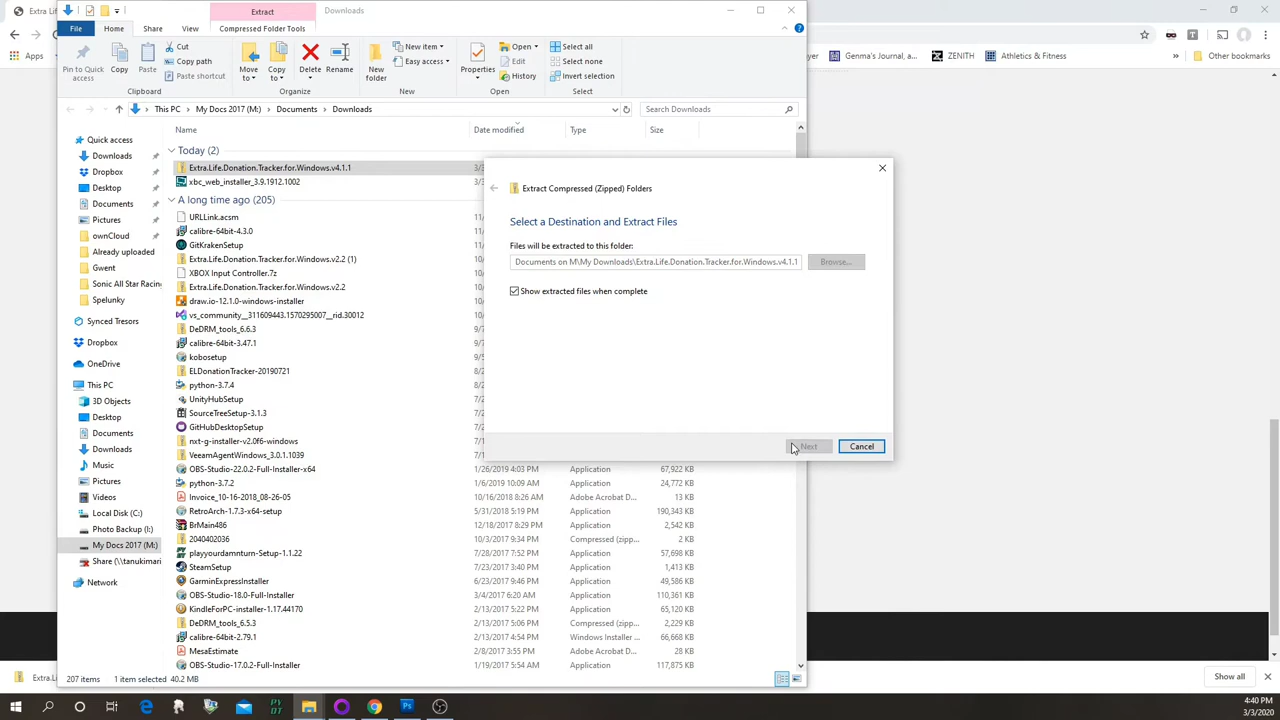 Extract
Downloads
Extra Lif
File
Home
Share
View
Compressed Folder Tools
Apps
Genma's Journal, a...
ZENITH
Athletics & Fitness
»
Other bookmarks
Pin to Quick access
Copy
Paste
Cut
Copy path
Paste shortcut
Move to
Copy to
Delete
Rename
New folder
New item
Easy access
Properties
Open
Edit
History
Select all
Select none
Invert selection
Clipboard
Organize
New
Open
Select
This PC > My Docs 2017 (M:) > Documents > Downloads
Search Downloads
Name
Date modified
Type
Size
Quick access
Downloads
Dropbox
Desktop
Documents
Pictures
ownCloud
Already uploaded
Gwent
Sonic All Star Racing
Spelunky
Synced Tresors
Dropbox
OneDrive
This PC
3D Objects
Desktop
Documents
Downloads
Music
Pictures
Videos
Local Disk (C:)
Photo Backup (I:)
My Docs 2017 (M:)
Share (\\tanukimari
Network
Today (2)
Extra.Life.Donation.Tracker.for.Windows.v4.1.1
xbc_web_installer_3.9.1912.1002
A long time ago (205)
URLLink.acsm
calibre-64bit-4.3.0
GitKrakenSetup
Extra.Life.Donation.Tracker.for.Windows.v2.2 (1)
XBOX Input Controller.7z
Extra.Life.Donation.Tracker.for.Windows.v2.2
draw.io-12.1.0-windows-installer
vs_community__311609443.1570295007__rid.30012
DeDRM_tools_6.6.3
calibre-64bit-3.47.1
kobosetup
ELDonationTracker-20190721
python-3.7.4
UnityHubSetup
SourceTreeSetup-3.1.3
GitHubDesktopSetup
nxt-g-installer-v2.0f6-windows
VeeamAgentWindows_3.0.1.1039
OBS-Studio-22.0.2-Full-Installer-x64 1/26/2019 4:03 PM Application 67,922 KB
python-3.7.2 1/6/2019 10:09 AM Application 24,772 KB
Invoice_10-16-2018_08-26-05 10/16/2018 8:26 AM Adobe Acrobat D... 13 KB
RetroArch-1.7.3-x64-setup 5/31/2018 5:19 PM Application 190,343 KB
BrMain486 12/18/2017 8:29 PM Application 2,542 KB
2040402036 10/3/2017 9:34 PM Compressed (zipp... 2 KB
playyourdamnturn-Setup-1.1.22 7/28/2017 7:52 PM Application 57,698 KB
SteamSetup 7/23/2017 3:40 PM Application 1,413 KB
GarminExpressInstaller 6/23/2017 9:46 PM Application 49,586 KB
OBS-Studio-18.0-Full-Installer 3/4/2017 6:20 AM Application 110,361 KB
KindleForPC-installer-1.17.44170 2/13/2017 5:22 PM Application 65,120 KB
DeDRM_tools_6.5.3 2/13/2017 5:06 PM Compressed (zipp... 2,229 KB
calibre-64bit-2.79.1 2/13/2017 4:54 PM Windows Installer ... 66,668 KB
MesaEstimate 2/8/2017 3:55 PM Adobe Acrobat D... 28 KB
OBS-Studio-17.0.2-Full-Installer 1/19/2017 5:54 AM Application 117,875 KB
Extract Compressed (Zipped) Folders
Select a Destination and Extract Files
Files will be extracted to this folder:
Documents on M\My Downloads\Extra.Life.Donation.Tracker.for.Windows.v4.1.1
Browse...
Show extracted files when complete
Next
Cancel
207 items
1 item selected 40.2 MB
Extra.Li
Show all
4:40 PM
3/3/2020